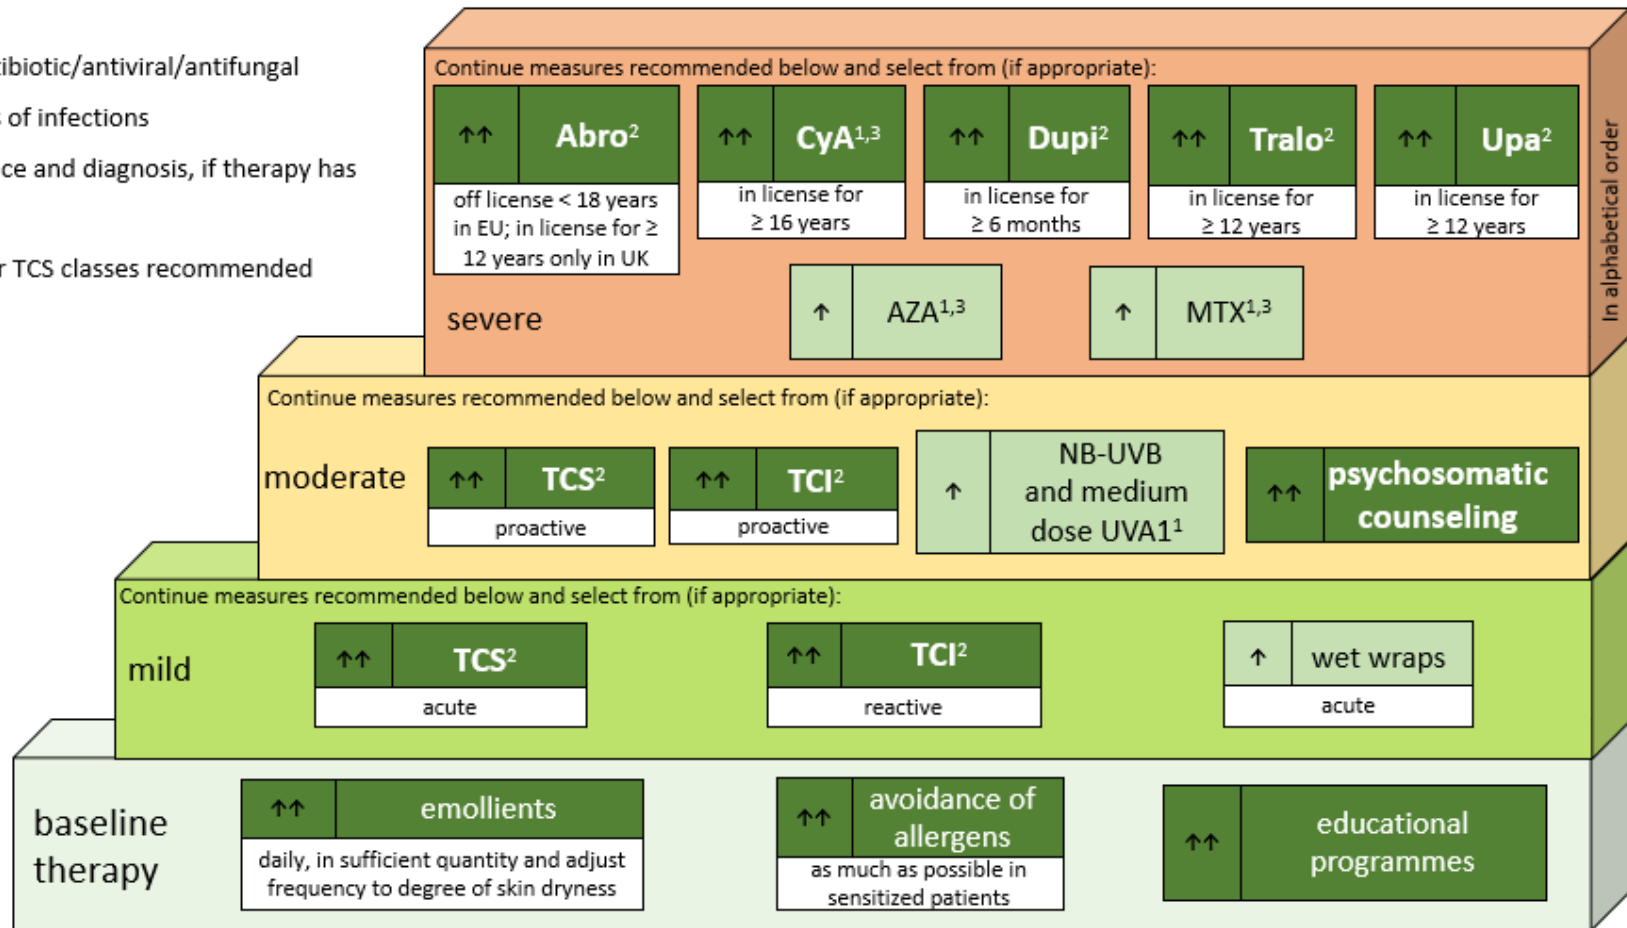 tibiotic/antiviral/antifungal
s of infections
ce and diagnosis, if therapy has
r TCS classes recommended
Continue measures recommended below and select from (if appropriate):
↑↑ Abro²
off license < 18 years
in EU; in license for ≥
12 years only in UK
↑↑ CyA¹,³
in license for
≥ 16 years
↑↑ Dupi²
in license for
≥ 6 months
↑↑ Tralo²
in license for
≥ 12 years
↑↑ Upa²
in license for
≥ 12 years
In alphabetical order
severe
↑ AZA¹,³
↑ MTX¹,³
Continue measures recommended below and select from (if appropriate):
moderate
↑↑ TCS²
proactive
↑↑ TCI²
proactive
↑ NB-UVB
and medium
dose UVA1¹
↑↑ psychosomatic
counseling
Continue measures recommended below and select from (if appropriate):
mild
↑↑ TCS²
acute
↑↑ TCI²
reactive
↑ wet wraps
acute
baseline
therapy
↑↑ emollients
daily, in sufficient quantity and adjust
frequency to degree of skin dryness
↑↑ avoidance of
allergens
as much as possible in
sensitized patients
↑↑ educational
programmes